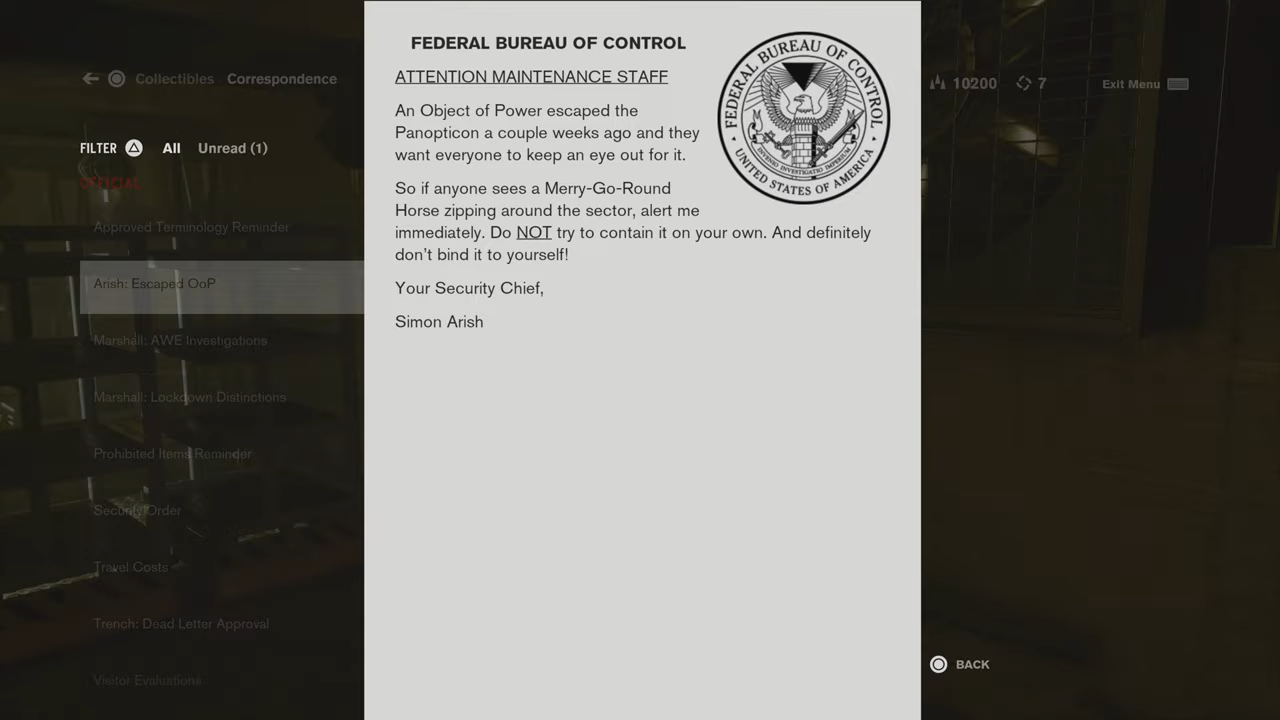 ← Collectibles Correspondence
10200 7 Exit Menu
FILTER All Unread (1)
OFFICIAL
Approved Terminology Reminder
Arish: Escaped OoP
Marshall: AWE Investigations
Marshall: Lockdown Distinctions
Prohibited Items Reminder
Security Order
Travel Costs
Trench: Dead Letter Approval
Visitor Evaluations
FEDERAL BUREAU OF CONTROL
ATTENTION MAINTENANCE STAFF
An Object of Power escaped the
Panopticon a couple weeks ago and they
want everyone to keep an eye out for it.
So if anyone sees a Merry-Go-Round
Horse zipping around the sector, alert me
immediately. Do NOT try to contain it on your own. And definitely
don't bind it to yourself!
Your Security Chief,
Simon Arish
FEDERAL BUREAU OF CONTROL
UNITED STATES OF AMERICA
BACK